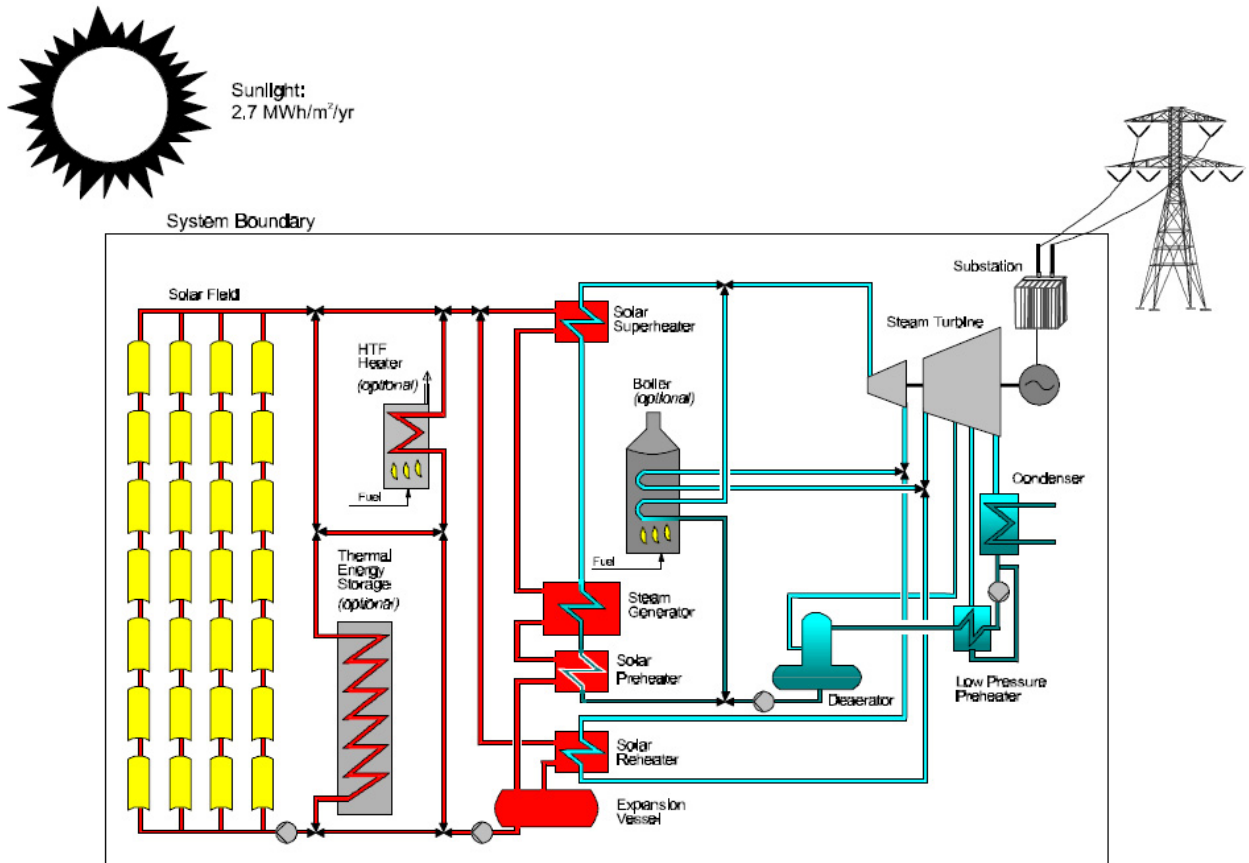 Sunlight:
2,7 MWh/m²/yr
System Boundary
Substation
Solar Field
Solar
Superheater
Steam Turbine
HTF
Heater
(optional)
Boiler
(optional)
Condenser
Fuel
Thermal
Energy
Storage
(optional)
Fuel
Steam
Generator
Solar
Preheater
Deaerator
Low Pressure
Preheater
Solar
Reheater
Expansion
Vessel